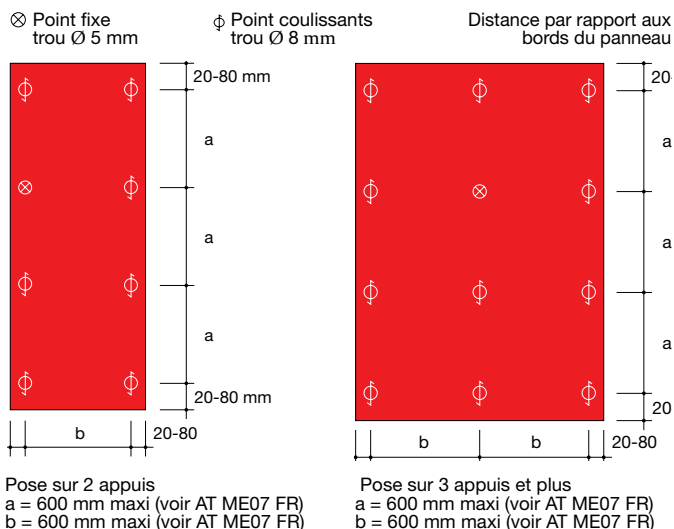 Point fixe
trou Ø 5 mm
Point coulissants
trou Ø 8 mm
Distance par rapport aux
bords du panneau
20-80 mm
a
a
a
20-80 mm
b
20-80
Pose sur 2 appuis
a = 600 mm maxi (voir AT ME07 FR)
b = 600 mm maxi (voir AT ME07 FR)
20-
a
a
a
20
b
b
20-80
Pose sur 3 appuis et plus
a = 600 mm maxi (voir AT ME07 FR)
b = 600 mm maxi (voir AT ME07 FR)